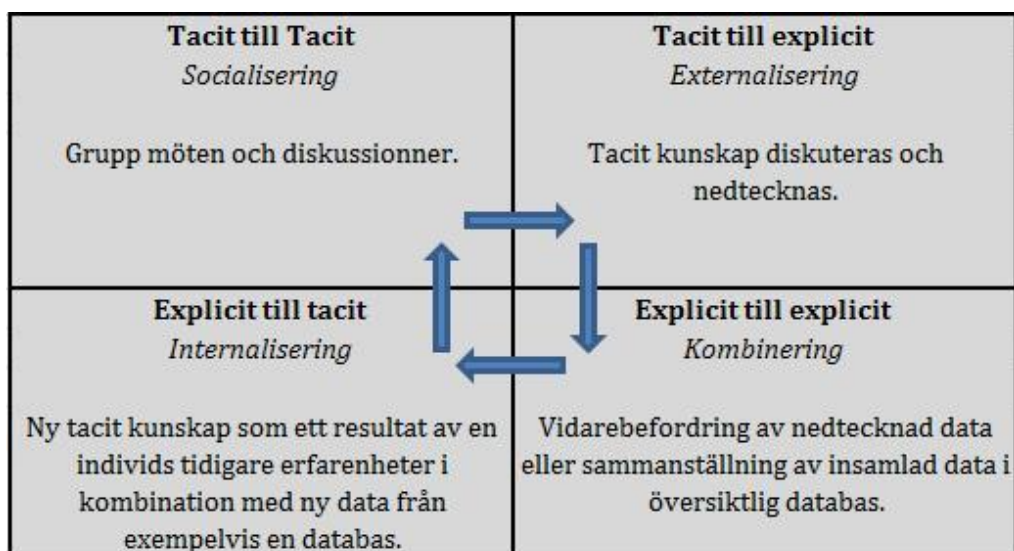 Tacit till Tacit
Socialisering
Grupp möten och diskussionner.
Tacit till explicit
Externalisering
Tacit kunskap diskuteras och
nedtecknas.
Explicit till tacit
Internalisering
Ny tacit kunskap som ett resultat av en
individs tidigare erfarenheter i
kombination med ny data från
exempelvis en databas.
Explicit till explicit
Kombinering
Vidarebefordring av nedtecknad data
eller sammanställning av insamlad data i
översiktlig databas.